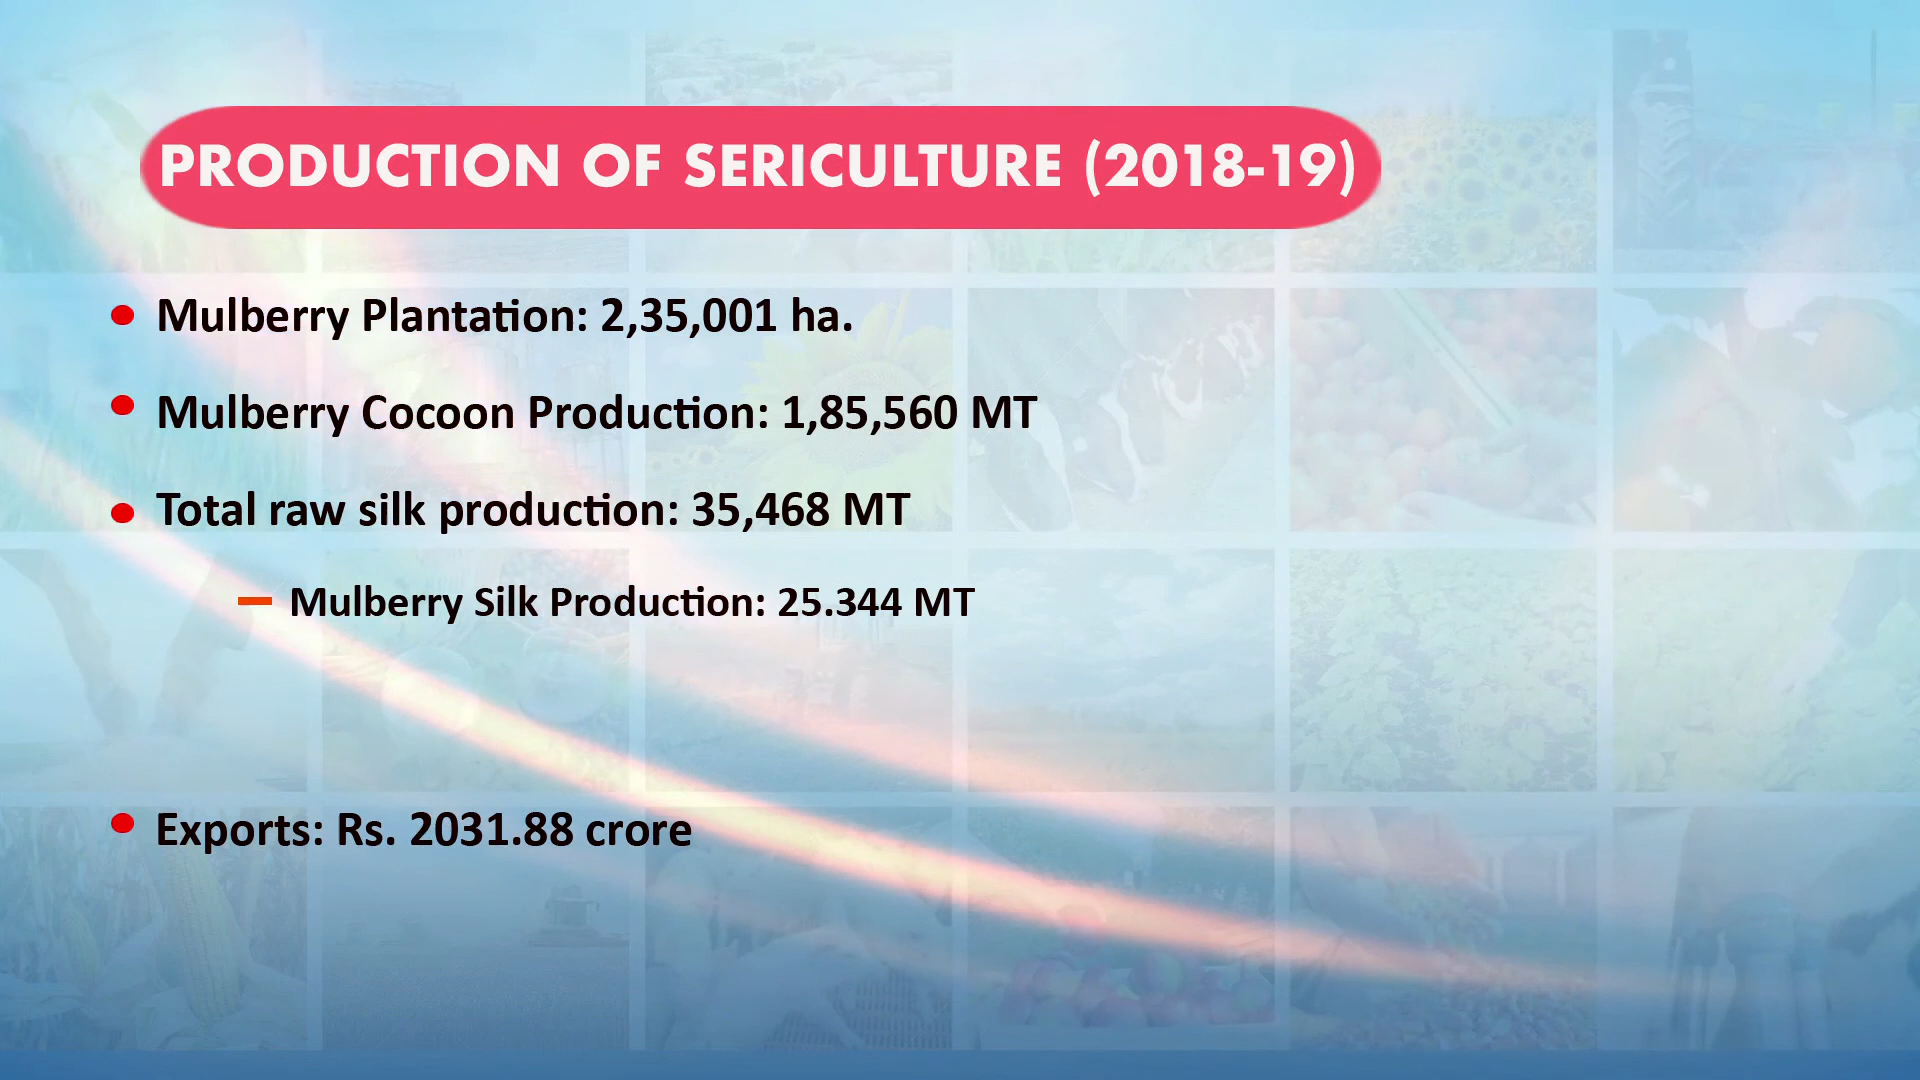 PRODUCTION OF SERICULTURE (2018-19)
Mulberry Plantation: 2,35,001 ha.
Mulberry Cocoon Production: 1,85,560 MT
Total raw silk production: 35,468 MT
Mulberry Silk Production: 25.344 MT
Exports: Rs. 2031.88 crore